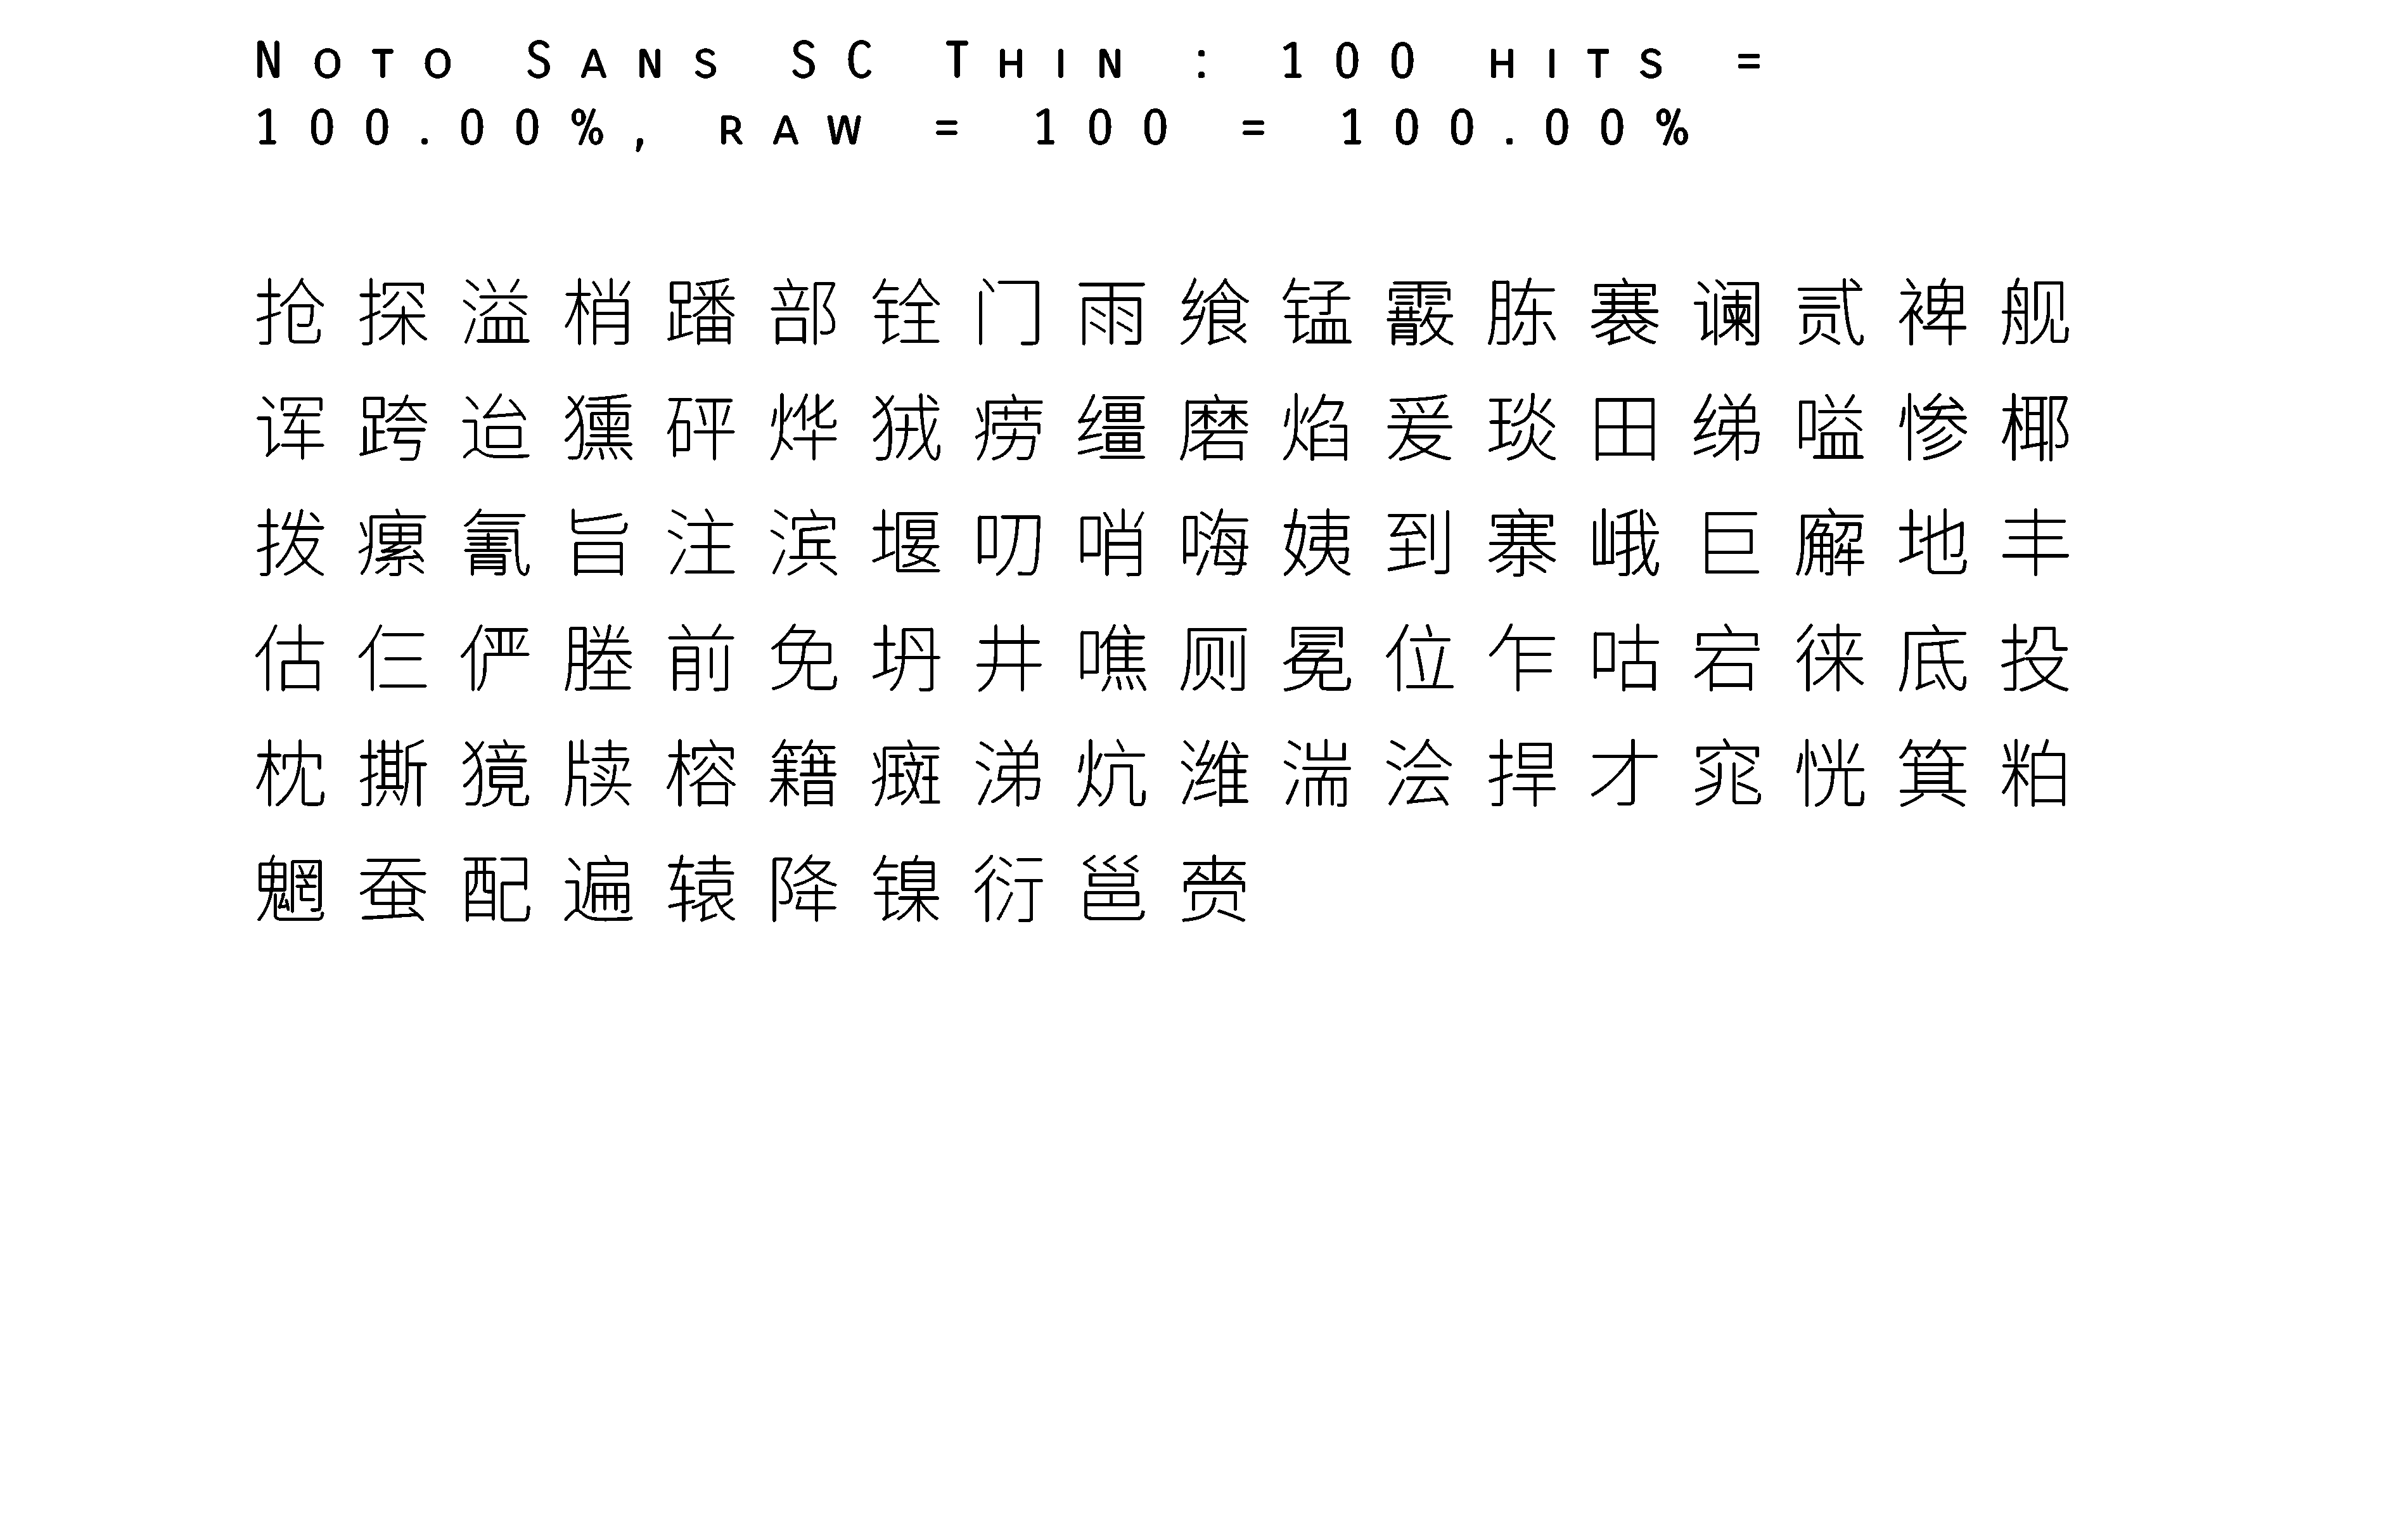 Noto Sans SC Thin : 100 hits =
100.00%, raw = 100 = 100.00%
抢探溢梢蹯部铨门雨飨锰霰胨褰谰贰裨舰
诨跨迨獯砰烨狨痨缰磨焰爰琰田绨嗑惨椰
拨瘰氰旨注滨堰叨哨嗨姨到寨峨巨廨地丰
估仨俨塍前免坍井噍厕冕位乍咕宕徕底投
枕撕獍牍榕籍癍涕炕潍湍浍捍才窕恍箕粕
魍蚕配遍辕降镍衍邕赍